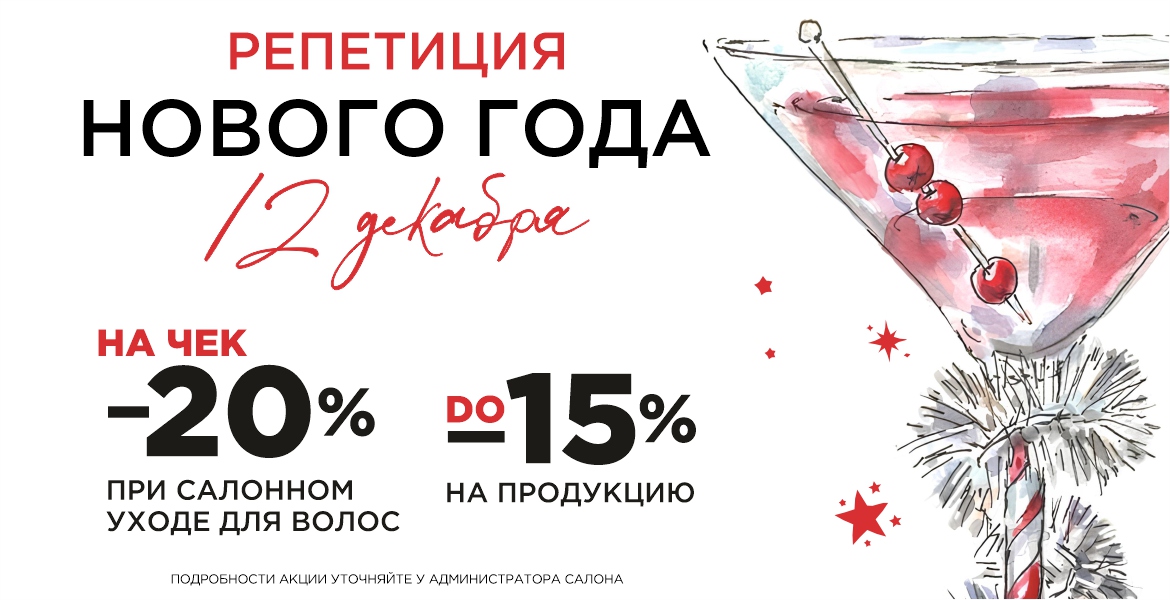 РЕПЕТИЦИЯ
НОВОГО ГОДА
12 декабря
НА ЧЕК
–20%
ПРИ САЛОННОМ
УХОДЕ ДЛЯ ВОЛОС
DO –15%
НА ПРОДУКЦИЮ
ПОДРОБНОСТИ АКЦИИ УТОЧНЯЙТЕ У АДМИНИСТРАТОРА САЛОНА